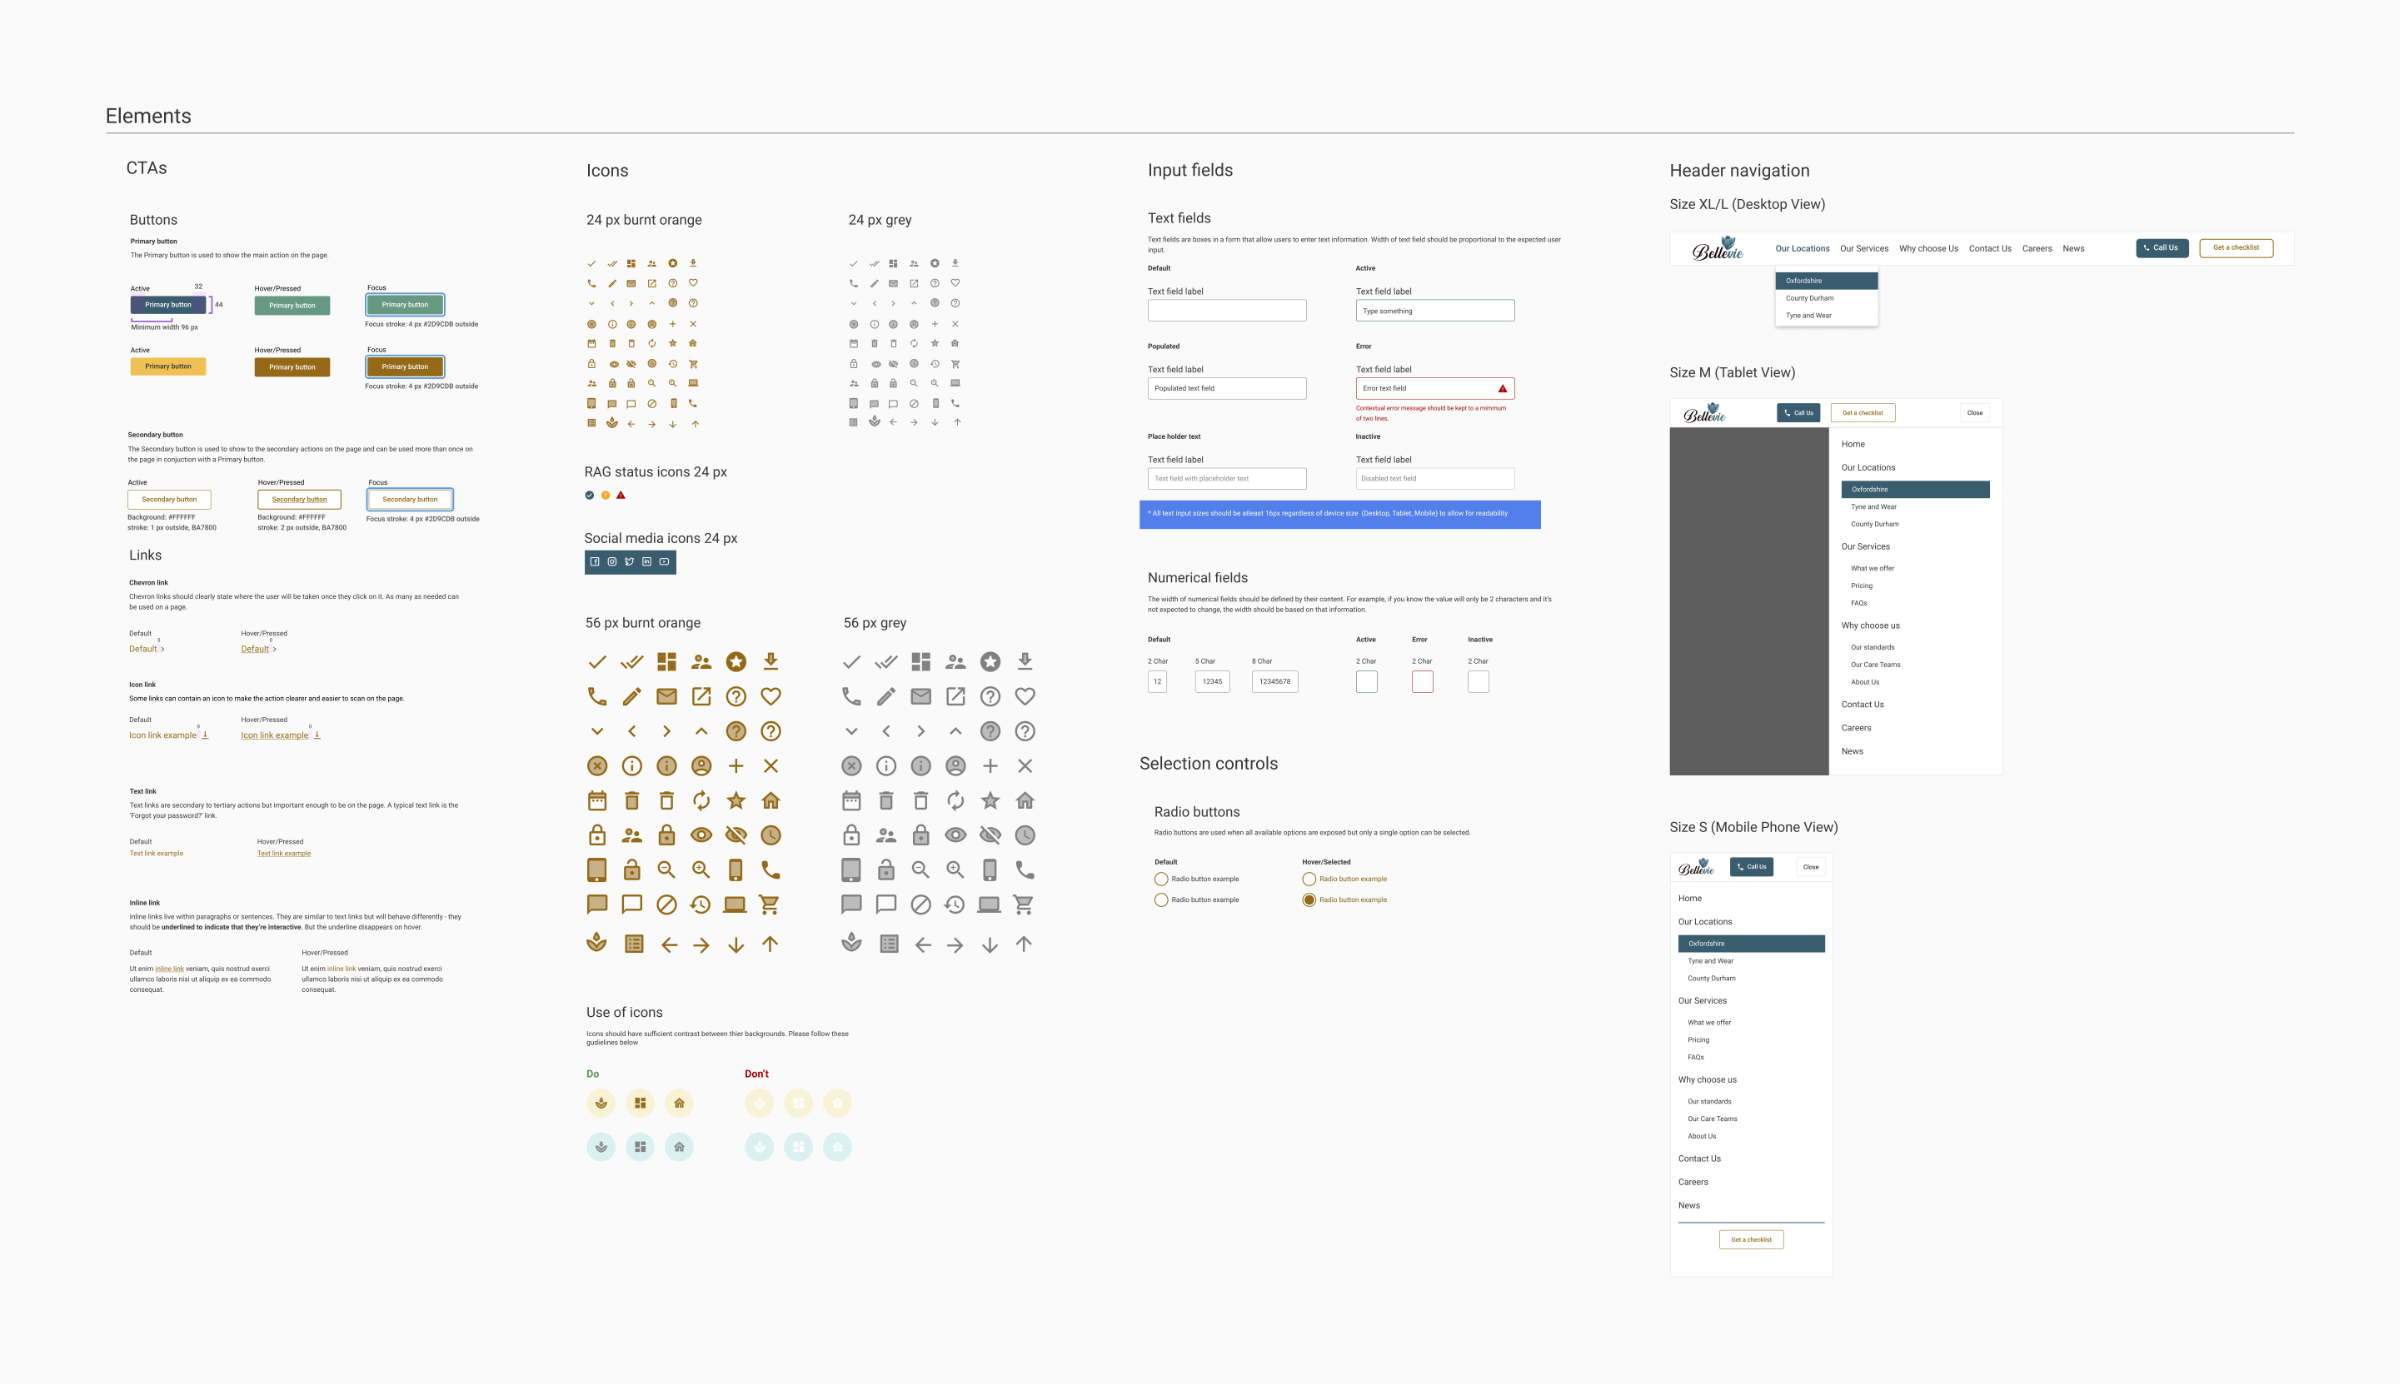 Elements
CTAs
Buttons
Primary button
The Primary button is used to show the main action on the page.
Active
32
Hover/Pressed
Focus
Primary button
44
Primary button
Primary button
Minimum width 96 px
Focus stroke: 4 px #2D9CDB outside
Active
Hover/Pressed
Focus
Primary button
Primary button
Primary button
Focus stroke: 4 px #2D9CDB outside
Secondary button
The Secondary button is used to show to the secondary actions on the page and can be used more than once on
the page in conjuction with a Primary button.
Active
Hover/Pressed
Focus
Secondary button
Secondary button
Secondary button
Background: #FFFFFF
stroke: 1 px outside, BA7800
Background: #FFFFFF
stroke: 2 px outside, BA7800
Focus stroke: 4 px #2D9CDB outside
Links
Chevron link
Chevron links should clearly state where the user will be taken once they click on it. As many as needed can
be used on a page.
Default
Hover/Pressed
8
8
Default
Default
Icon link
Some links can contain an icon to make the action clearer and easier to scan on the page.
Default
Hover/Pressed
8
8
Icon link example
Icon link example
Text link
Text links are secondary to tertiary actions but important enough to be on the page. A typical text link is the
'Forgot your password?' link.
Default
Hover/Pressed
Text link example
Text link example
Inline link
Inline links live within paragraphs or sentences. They are similar to text links but will behave differently - they
should be underlined to indicate that they're interactive. But the underline disappears on hover.
Default
Hover/Pressed
Ut enim inline link veniam, quis nostrud exerci
ullamco laboris nisi ut aliquip ex ea commodo
consequat.
Ut enim inline link veniam, quis nostrud exerci
ullamco laboris nisi ut aliquip ex ea commodo
consequat.
Icons
24 px burnt orange
24 px grey
RAG status icons 24 px
Social media icons 24 px
56 px burnt orange
56 px grey
Use of icons
Icons should have sufficient contrast between thier backgrounds. Please follow these
gudielines below
Do
Don't
Input fields
Text fields
Text fields are boxes in a form that allow users to enter text information. Width of text field should be proportional to the expected user
input.
Default
Active
Text field label
Text field label
Type something
Populated
Error
Text field label
Text field label
Populated text field
Error text field
Contextual error message should be kept to a minimum
of two lines.
Place holder text
Inactive
Text field label
Text field label
Text field with placeholder text
Disabled text field
* All text input sizes should be atleast 16px regardless of device size (Desktop, Tablet, Mobile) to allow for readability
Numerical fields
The width of numerical fields should be defined by their content. For example, if you know the value will only be 2 characters and it's
not expected to change, the width should be based on that information.
Default
Active
Error
Inactive
2 Char
5 Char
8 Char
2 Char
2 Char
2 Char
12
12345
12345678
Selection controls
Radio buttons
Radio buttons are used when all available options are exposed but only a single option can be selected.
Default
Hover/Selected
Radio button example
Radio button example
Radio button example
Radio button example
Header navigation
Size XL/L (Desktop View)
Bellevie
Our Locations
Our Services
Why choose Us
Contact Us
Careers
News
Call Us
Get a checklist
Oxfordshire
County Durham
Tyne and Wear
Size M (Tablet View)
Bellevie
Call Us
Get a checklist
Close
Home
Our Locations
Oxfordshire
Tyne and Wear
County Durham
Our Services
What we offer
Pricing
FAQs
Why choose us
Our standards
Our Care Teams
About Us
Contact Us
Careers
News
Size S (Mobile Phone View)
Bellevie
Call Us
Close
Home
Our Locations
Oxfordshire
Tyne and Wear
County Durham
Our Services
What we offer
Pricing
FAQs
Why choose us
Our standards
Our Care Teams
About Us
Contact Us
Careers
News
Get a checklist